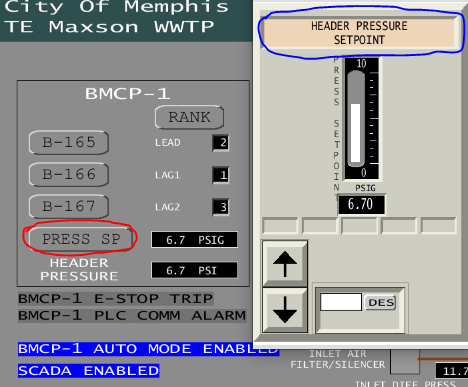 City Of Memphis
TE Maxson WWTP
BMCP-1
RANK
B-165
LEAD 2
B-166
LAG1 1
B-167
LAG2 3
PRESS SP
6.7 PSIG
HEADER
PRESSURE
6.7 PSI
BMCP-1 E-STOP TRIP
BMCP-1 PLC COMM ALARM
BMCP-1 AUTO MODE ENABLED
SCADA ENABLED
HEADER PRESSURE
SETPOINT
PRESS SETPOINT
10
0
PSIG
6.70
DES
INLET AIR
FILTER/SILENCER
11.7
INLET DIFF PRESS